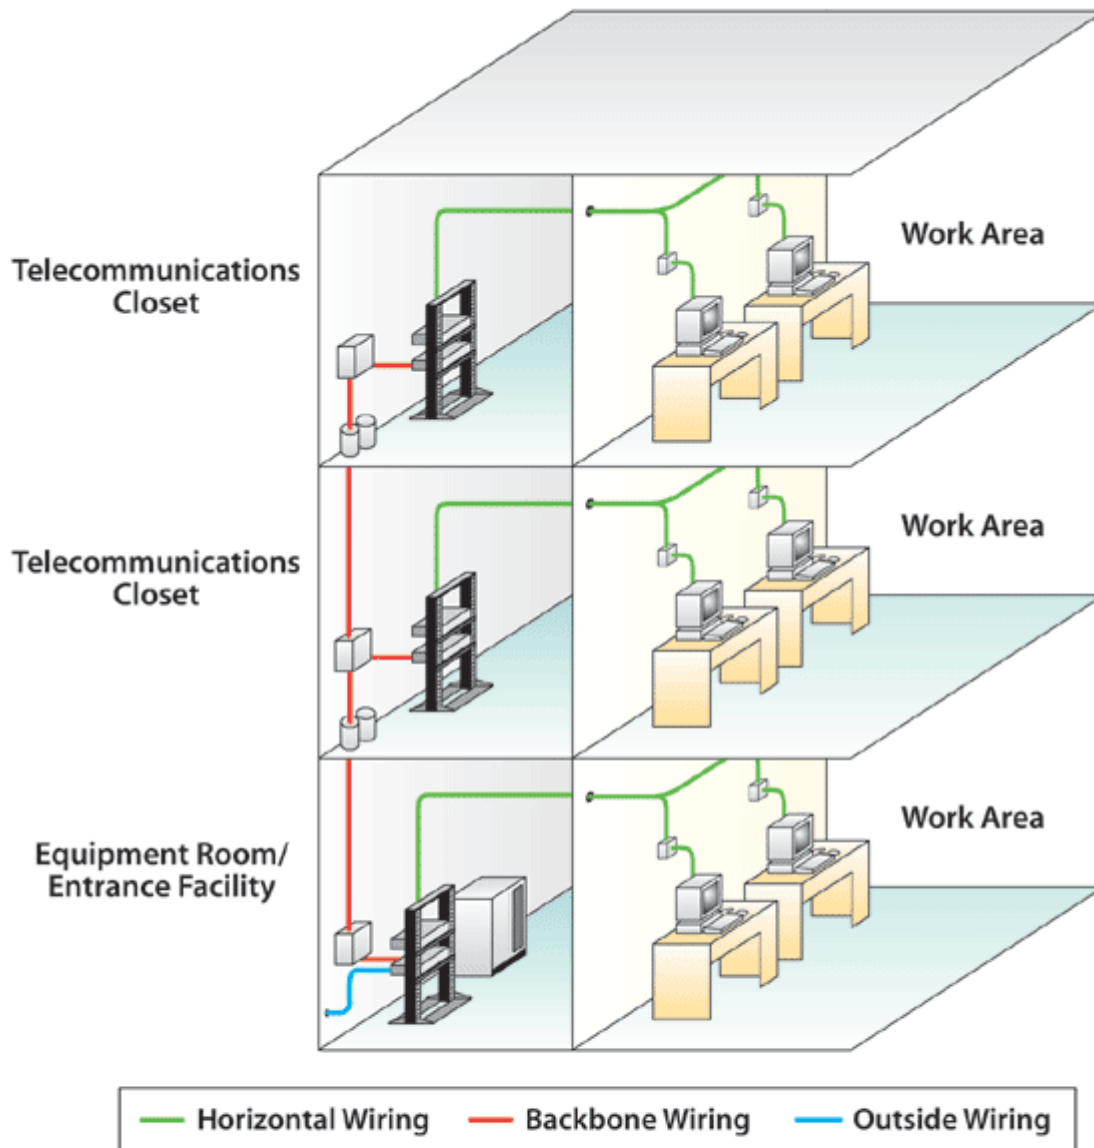 Telecommunications
Closet
Work Area
Telecommunications
Closet
Work Area
Equipment Room/
Entrance Facility
Work Area
Horizontal Wiring
Backbone Wiring
Outside Wiring